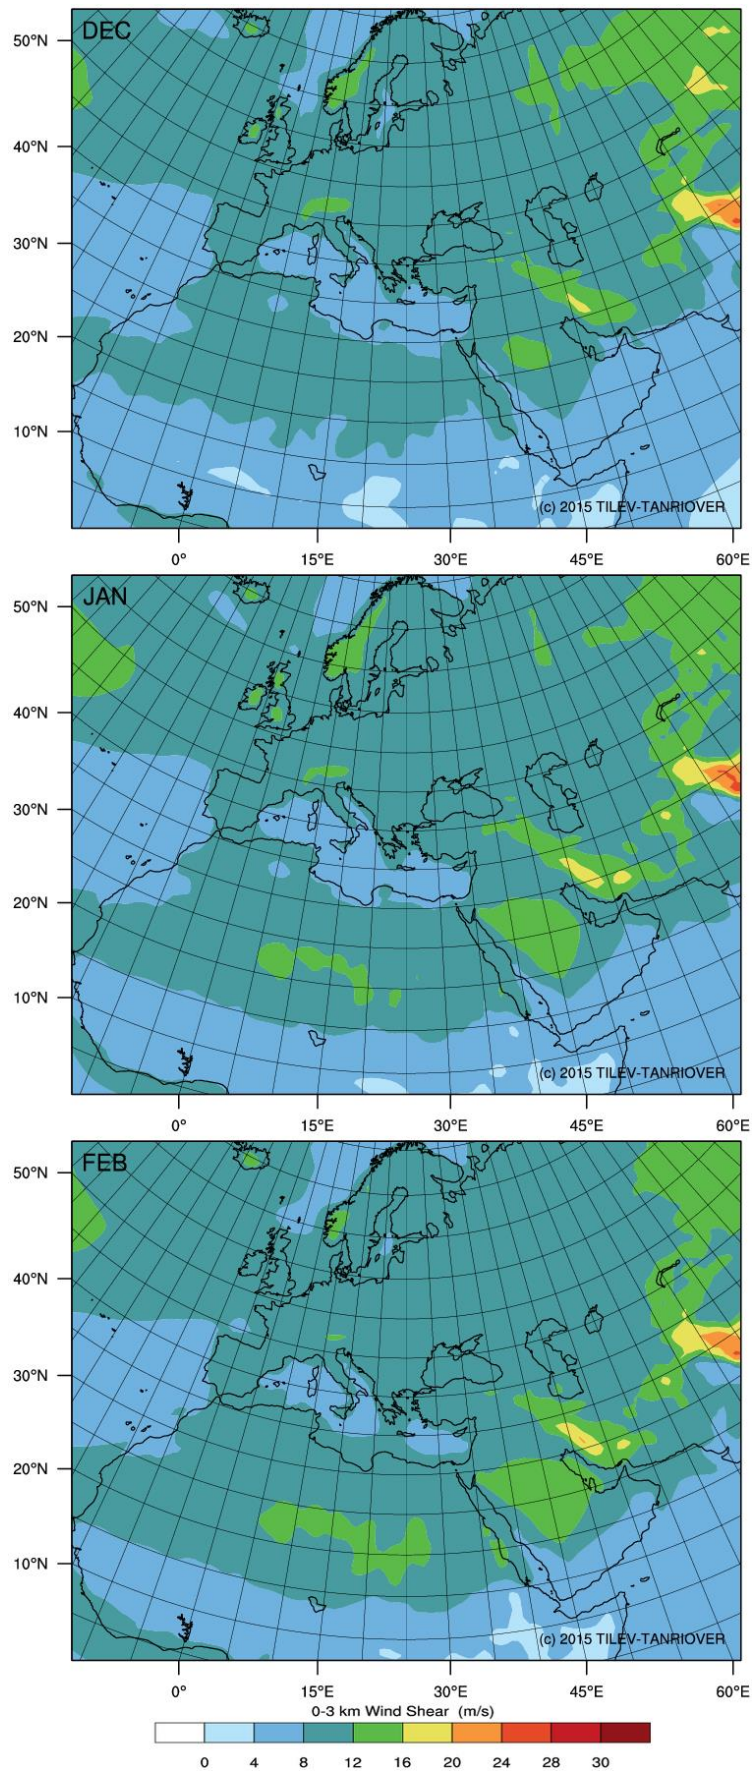 DEC
50°N
40°N
30°N
20°N
10°N
(c) 2015 TILEV-TANRIOVER
0° 15°E 30°E 45°E 60°E
JAN
50°N
40°N
30°N
20°N
10°N
(c) 2015 TILEV-TANRIOVER
0° 15°E 30°E 45°E 60°E
FEB
50°N
40°N
30°N
20°N
10°N
(c) 2015 TILEV-TANRIOVER
0° 15°E 30°E 45°E 60°E
0-3 km Wind Shear (m/s)
0 4 8 12 16 20 24 28 30